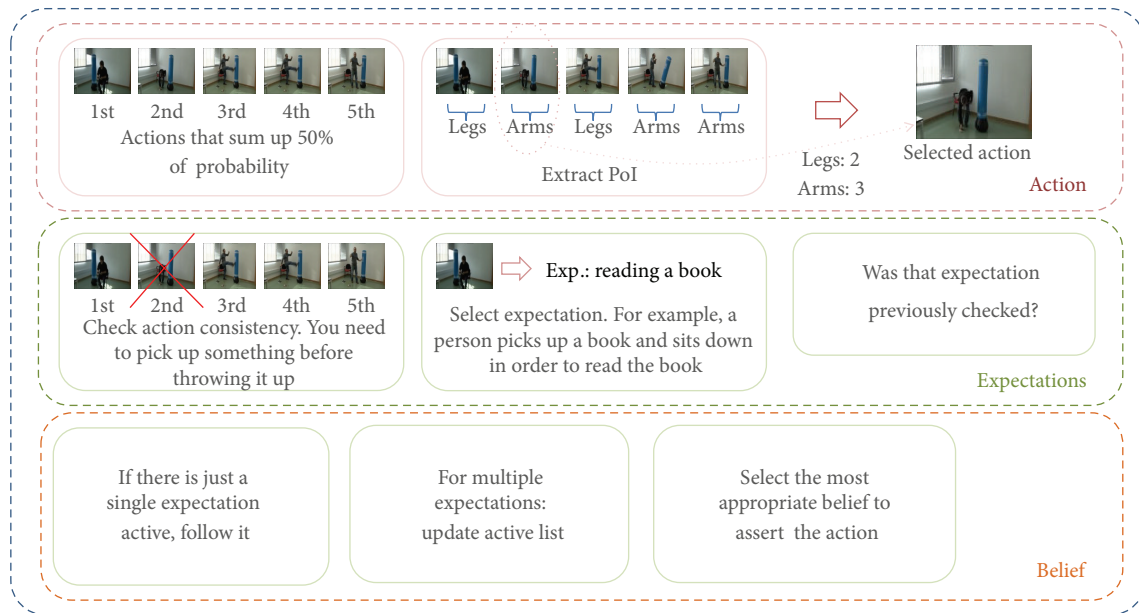 1st 2nd 3rd 4th 5th
Actions that sum up 50%
of probability
Legs Arms Legs Arms Arms
Extract PoI
Legs: 2
Arms: 3
Selected action
Action
1st 2nd 3rd 4th 5th
Check action consistency. You need
to pick up something before
throwing it up
Exp.: reading a book
Select expectation. For example, a
person picks up a book and sits down
in order to read the book
Was that expectation
previously checked?
Expectations
If there is just a
single expectation
active, follow it
For multiple
expectations:
update active list
Select the most
appropriate belief to
assert the action
Belief